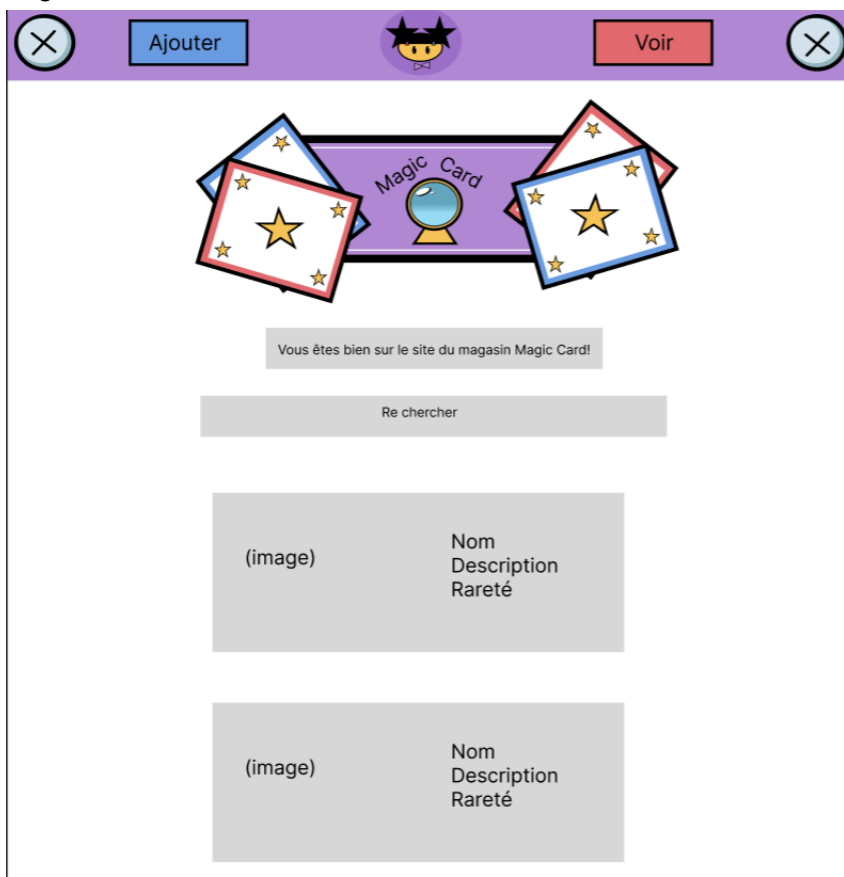 Ajouter
Voir
Magic Card
Vous êtes bien sur le site du magasin Magic Card!
Re chercher
(image)
Nom
Description
Rareté
(image)
Nom
Description
Rareté